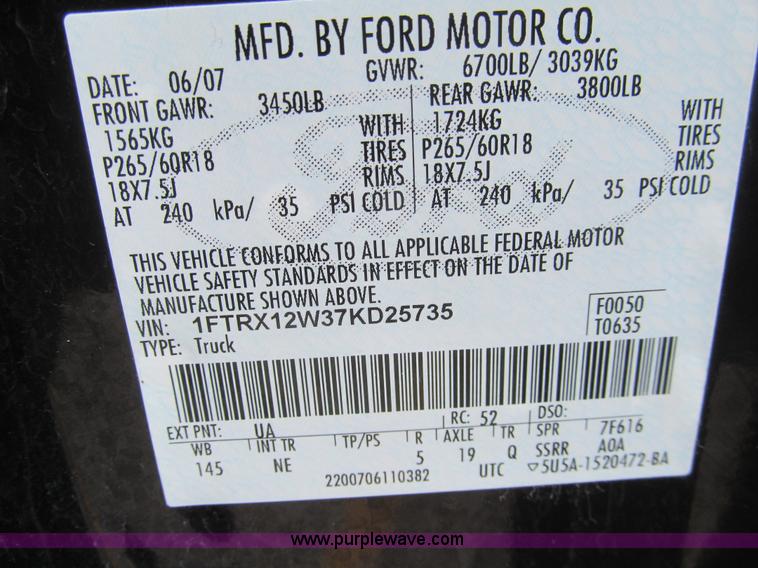 MFD. BY FORD MOTOR CO.
DATE: 06/07 GVWR: 6700LB/ 3039KG
FRONT GAWR: 3450LB REAR GAWR: 3800LB
1565KG WITH 1724KG WITH
P265/60R18 TIRES P265/60R18 TIRES
18X7.5J RIMS 18X7.5J RIMS
AT 240 kPa/ 35 PSI COLD AT 240 kPa/ 35 PSI COLD
THIS VEHICLE CONFORMS TO ALL APPLICABLE FEDERAL MOTOR
VEHICLE SAFETY STANDARDS IN EFFECT ON THE DATE OF
MANUFACTURE SHOWN ABOVE.
VIN: 1FTRX12W37KD25735 F0050
TYPE: Truck T0635
EXT PNT: UA RC: 52 DSO:
WB INT TR TP/PS R AXLE TR SPR 7F616
145 NE 5 19 Q SSRR A0A
2200706110382 UTC ▽5U5A-1520472-BA
www.purplewave.com